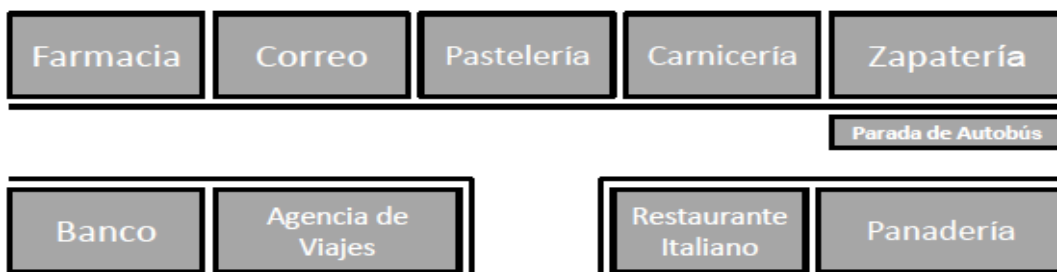 Farmacia
Correo
Pastelería
Carnicería
Zapatería
Parada de Autobús
Banco
Agencia de
Viajes
Restaurante
Italiano
Panadería